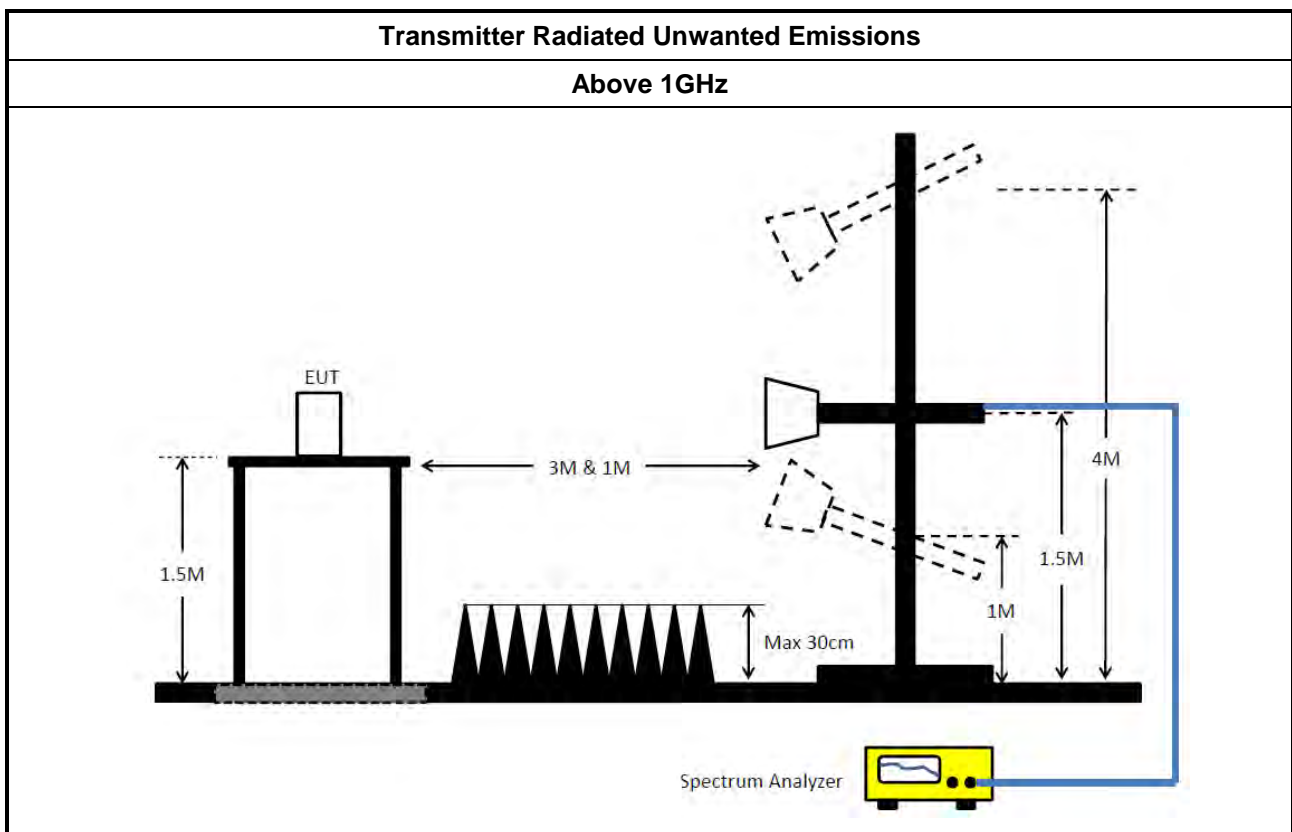 Transmitter Radiated Unwanted Emissions
Above 1GHz
EUT
3M & 1M
4M
1.5M
1.5M
1M
Max 30cm
Spectrum Analyzer